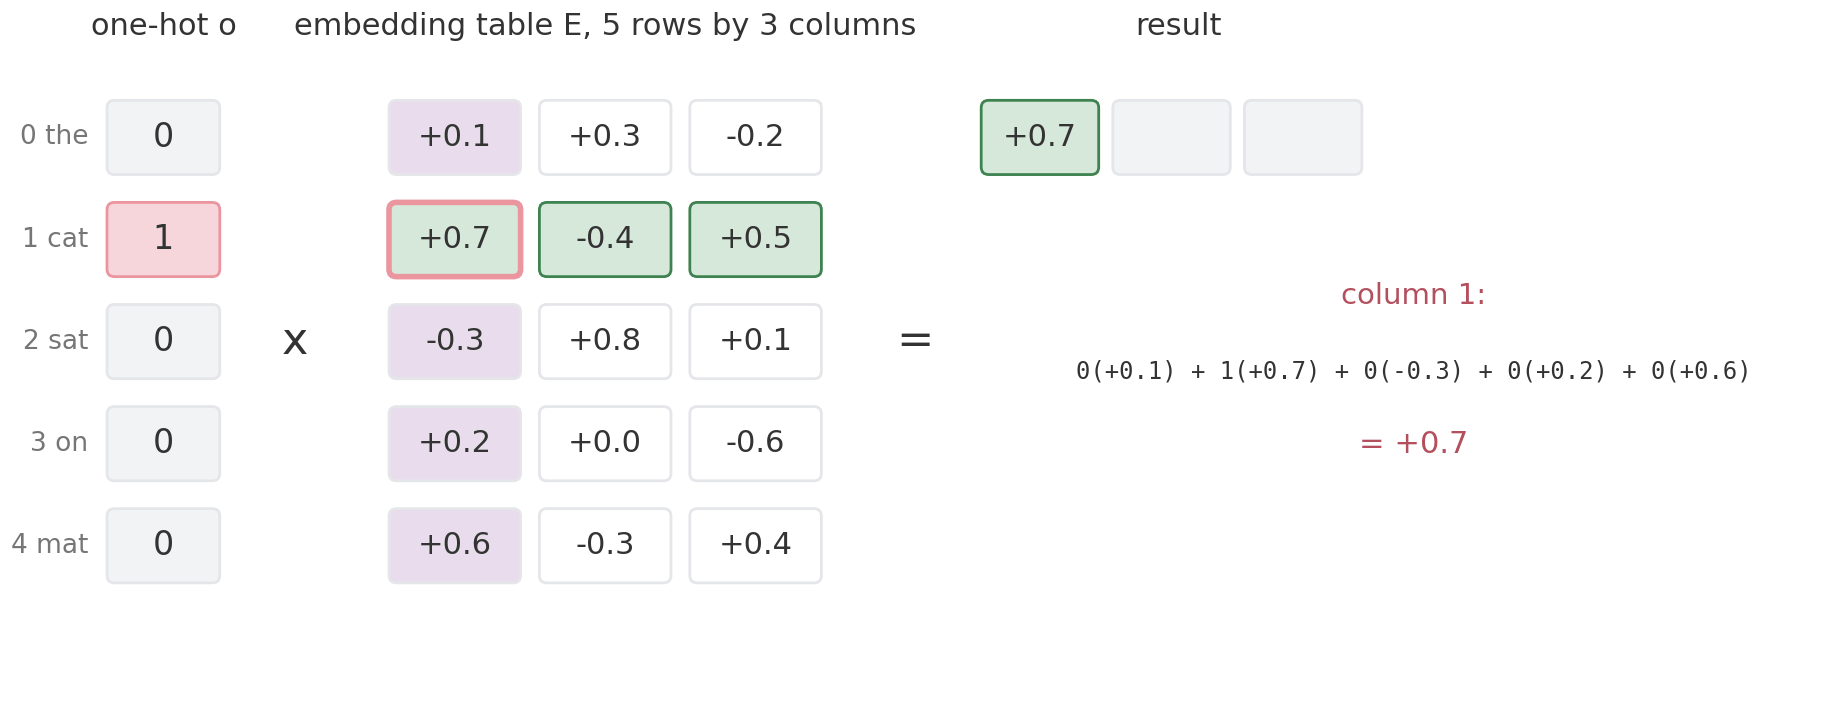 one-hot o embedding table E, 5 rows by 3 columns result
0 the 0 +0.1 +0.3 -0.2 +0.7
1 cat 1 +0.7 -0.4 +0.5
column 1:
2 sat 0 x -0.3 +0.8 +0.1 =
0(+0.1) + 1(+0.7) + 0(-0.3) + 0(+0.2) + 0(+0.6)
3 on 0 +0.2 +0.0 -0.6 = +0.7
4 mat 0 +0.6 -0.3 +0.4